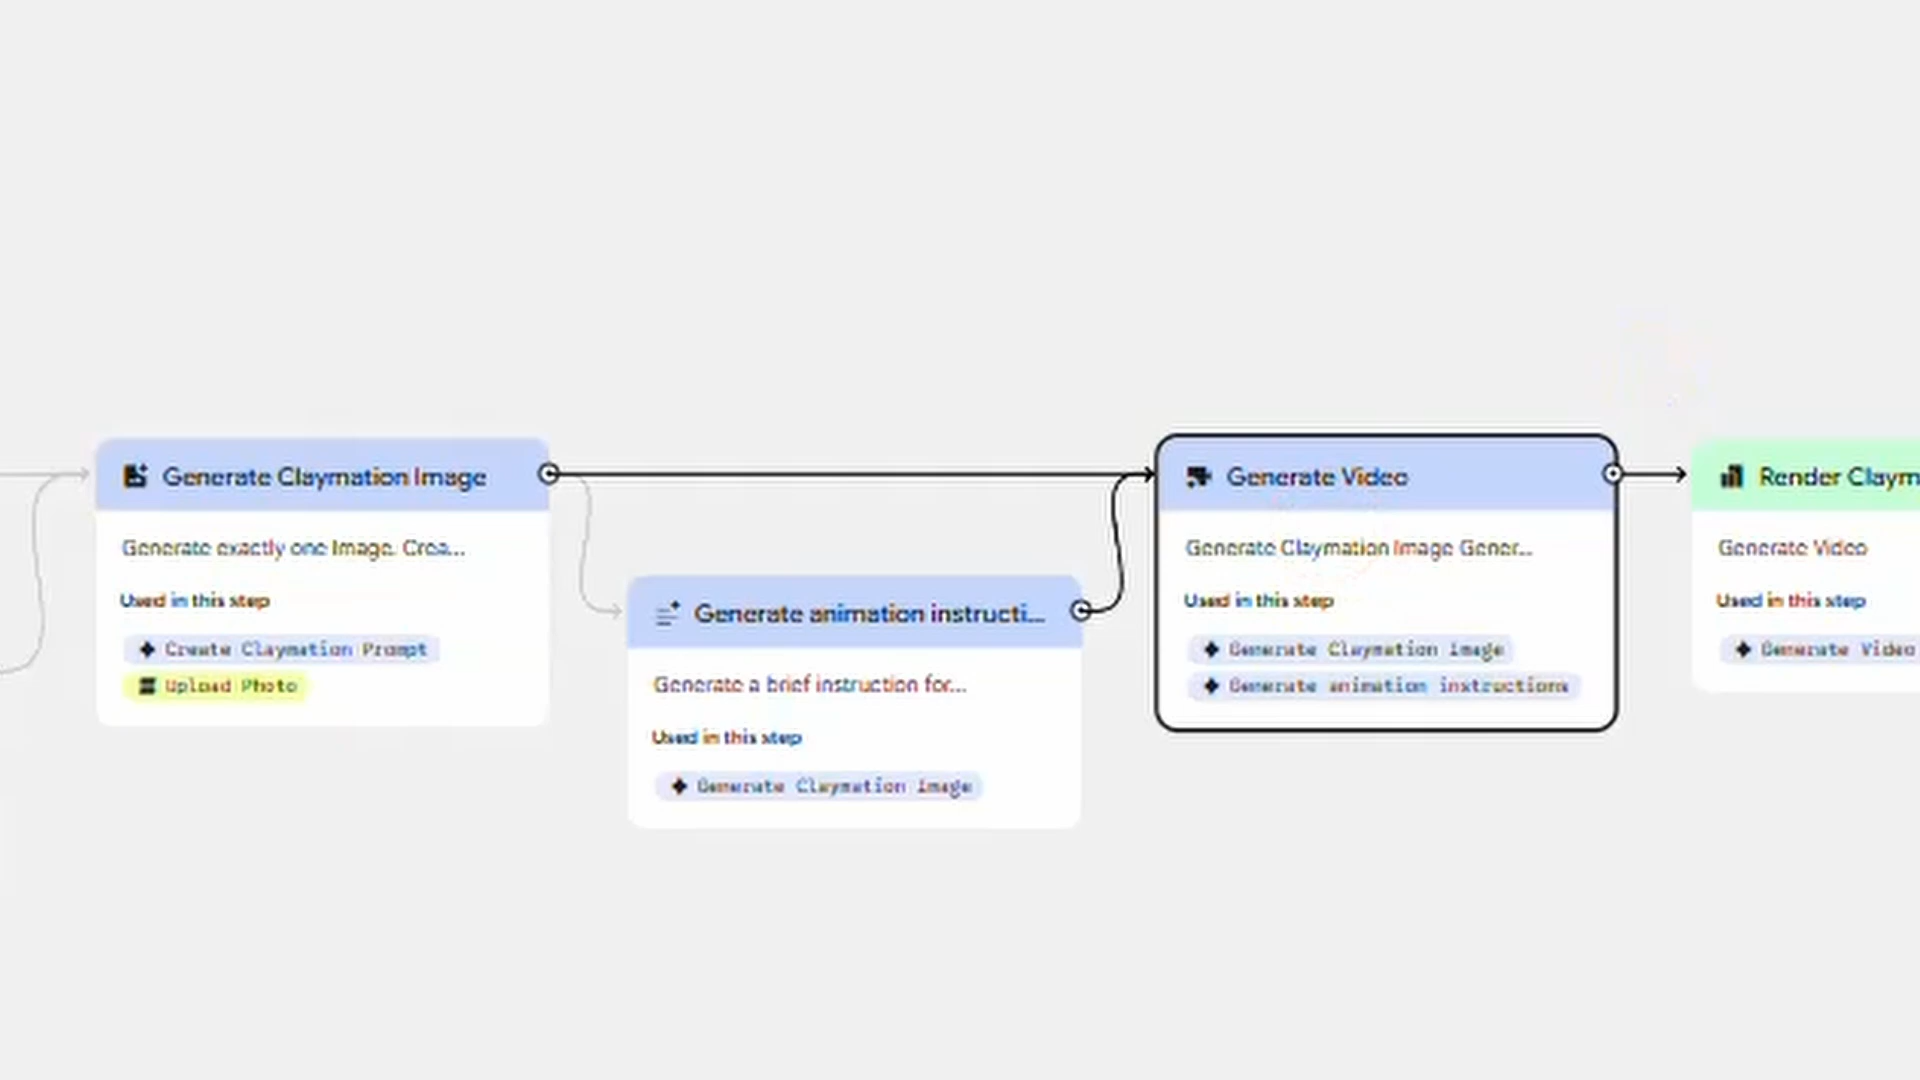 Generate Claymation Image
Generate exactly one Image. Crea...
Used in this step
Create Claymation Prompt
Upload Photo
Generate animation instructi...
Generate a brief instruction for...
Used in this step
Generate Claymation Image
Generate Video
Generate Claymation Image Gener...
Used in this step
Generate Claymation Image
Generate animation instructions
Render Claym
Generate Video
Used in this step
Generate Video